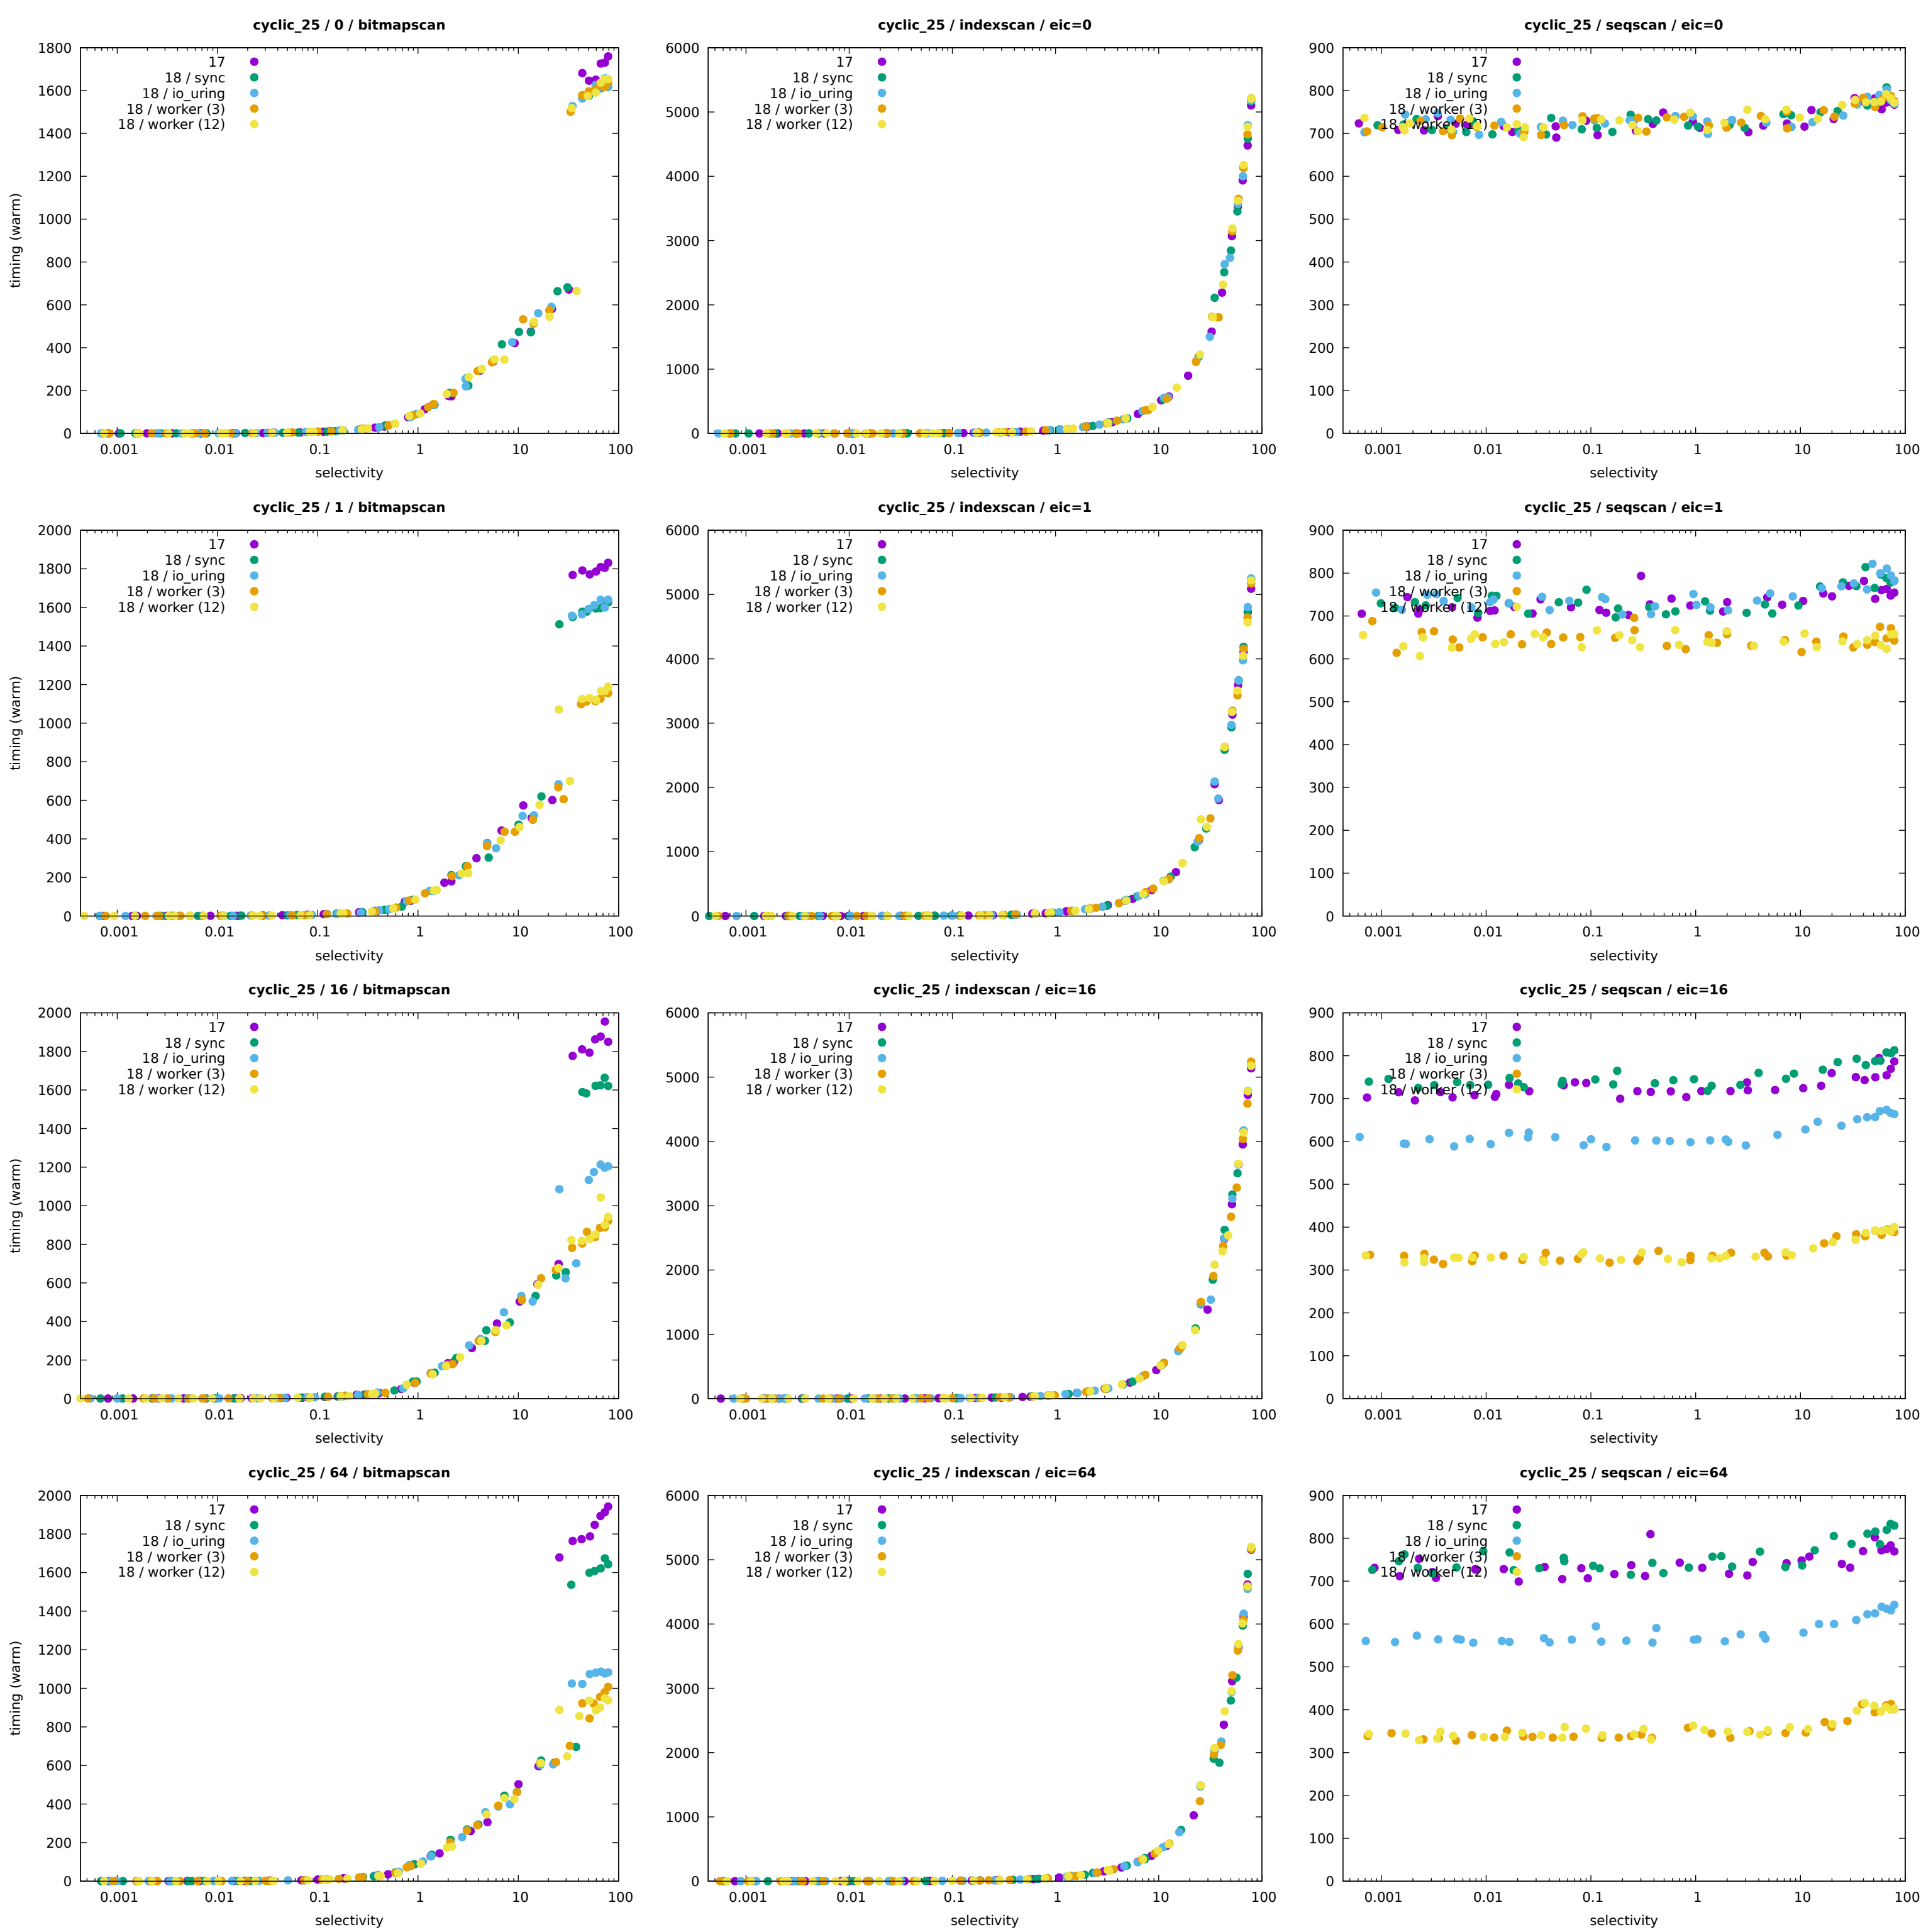 cyclic_25 / 0 / bitmapscan
timing (warm)
1800
1600
1400
1200
1000
800
600
400
200
0
17
18 / sync
18 / io_uring
18 / worker (3)
18 / worker (12)
0.001 0.01 0.1 1 10 100
selectivity
cyclic_25 / indexscan / eic=0
6000
5000
4000
3000
2000
1000
0
17
18 / sync
18 / io_uring
18 / worker (3)
18 / worker (12)
0.001 0.01 0.1 1 10 100
selectivity
cyclic_25 / seqscan / eic=0
900
800
700
600
500
400
300
200
100
0
17
18 / sync
18 / io_uring
18 / worker (3)
18 / worker (12)
0.001 0.01 0.1 1 10 100
selectivity
cyclic_25 / 1 / bitmapscan
timing (warm)
2000
1800
1600
1400
1200
1000
800
600
400
200
0
17
18 / sync
18 / io_uring
18 / worker (3)
18 / worker (12)
0.001 0.01 0.1 1 10 100
selectivity
cyclic_25 / indexscan / eic=1
6000
5000
4000
3000
2000
1000
0
17
18 / sync
18 / io_uring
18 / worker (3)
18 / worker (12)
0.001 0.01 0.1 1 10 100
selectivity
cyclic_25 / seqscan / eic=1
900
800
700
600
500
400
300
200
100
0
17
18 / sync
18 / io_uring
18 / worker (3)
18 / worker (12)
0.001 0.01 0.1 1 10 100
selectivity
cyclic_25 / 16 / bitmapscan
timing (warm)
2000
1800
1600
1400
1200
1000
800
600
400
200
0
17
18 / sync
18 / io_uring
18 / worker (3)
18 / worker (12)
0.001 0.01 0.1 1 10 100
selectivity
cyclic_25 / indexscan / eic=16
6000
5000
4000
3000
2000
1000
0
17
18 / sync
18 / io_uring
18 / worker (3)
18 / worker (12)
0.001 0.01 0.1 1 10 100
selectivity
cyclic_25 / seqscan / eic=16
900
800
700
600
500
400
300
200
100
0
17
18 / sync
18 / io_uring
18 / worker (3)
18 / worker (12)
0.001 0.01 0.1 1 10 100
selectivity
cyclic_25 / 64 / bitmapscan
timing (warm)
2000
1800
1600
1400
1200
1000
800
600
400
200
0
17
18 / sync
18 / io_uring
18 / worker (3)
18 / worker (12)
0.001 0.01 0.1 1 10 100
selectivity
cyclic_25 / indexscan / eic=64
6000
5000
4000
3000
2000
1000
0
17
18 / sync
18 / io_uring
18 / worker (3)
18 / worker (12)
0.001 0.01 0.1 1 10 100
selectivity
cyclic_25 / seqscan / eic=64
900
800
700
600
500
400
300
200
100
0
17
18 / sync
18 / io_uring
18 / worker (3)
18 / worker (12)
0.001 0.01 0.1 1 10 100
selectivity